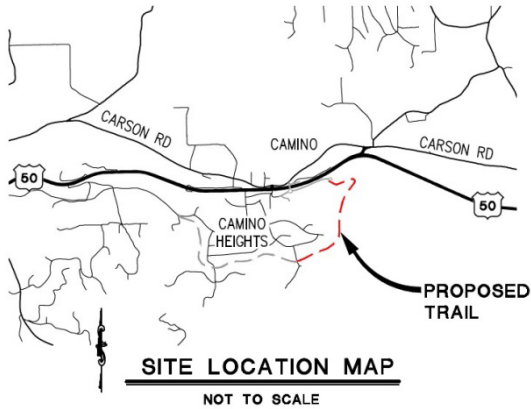 CARSON RD
CAMINO
CARSON RD
50
50
CAMINO
HEIGHTS
PROPOSED
TRAIL
SITE LOCATION MAP
NOT TO SCALE